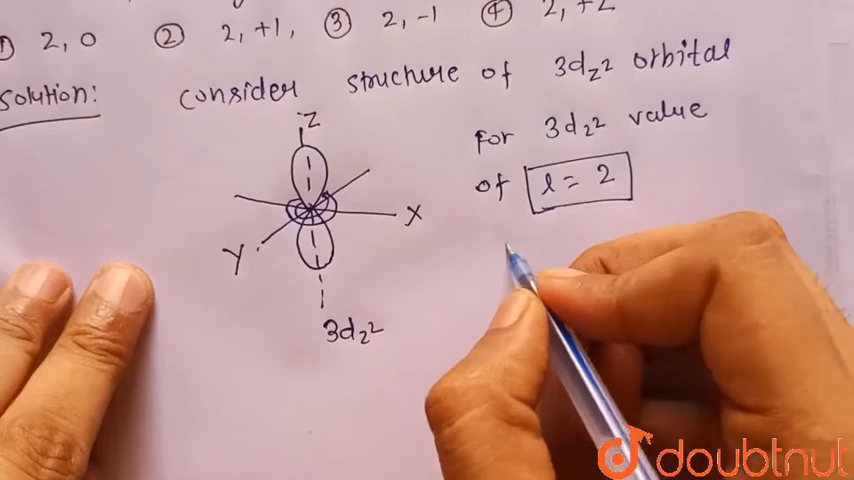 ① 2, 0 ② 2, +1, ③ 2, -1 ④ 2, +2
Solution: Consider structure of 3dz² orbital
For 3dz² value
of l = 2
Z
X
Y
3dz²
doubtnut